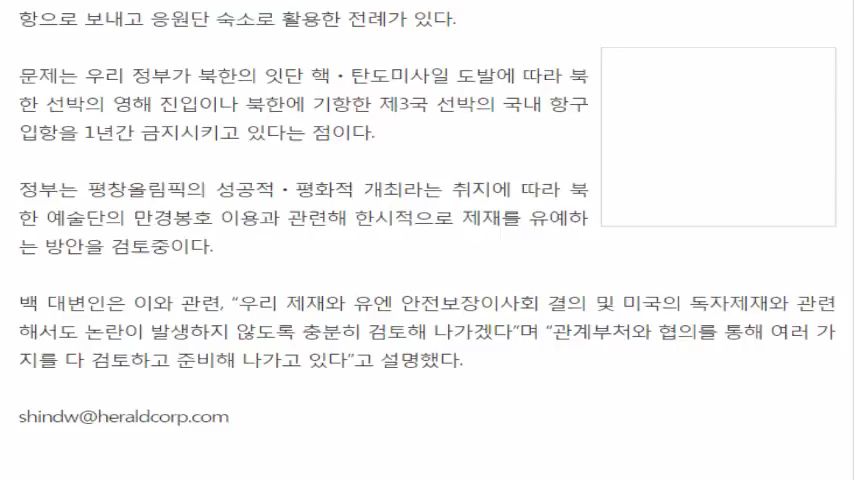 항으로 보내고 응원단 숙소로 활용한 전례가 있다.
문제는 우리 정부가 북한의 잇단 핵·탄도미사일 도발에 따라 북
한 선박의 영해 진입이나 북한에 기항한 제3국 선박의 국내 항구
입항을 1년간 금지시키고 있다는 점이다.
정부는 평창올림픽의 성공적·평화적 개최라는 취지에 따라 북
한 예술단의 만경봉호 이용과 관련해 한시적으로 제재를 유예하
는 방안을 검토중이다.
백 대변인은 이와 관련, “우리 제재와 유엔 안전보장이사회 결의 및 미국의 독자제재와 관련
해서도 논란이 발생하지 않도록 충분히 검토해 나가겠다”며 “관계부처와 협의를 통해 여러 가
지를 다 검토하고 준비해 나가고 있다”고 설명했다.
shindw@heraldcorp.com